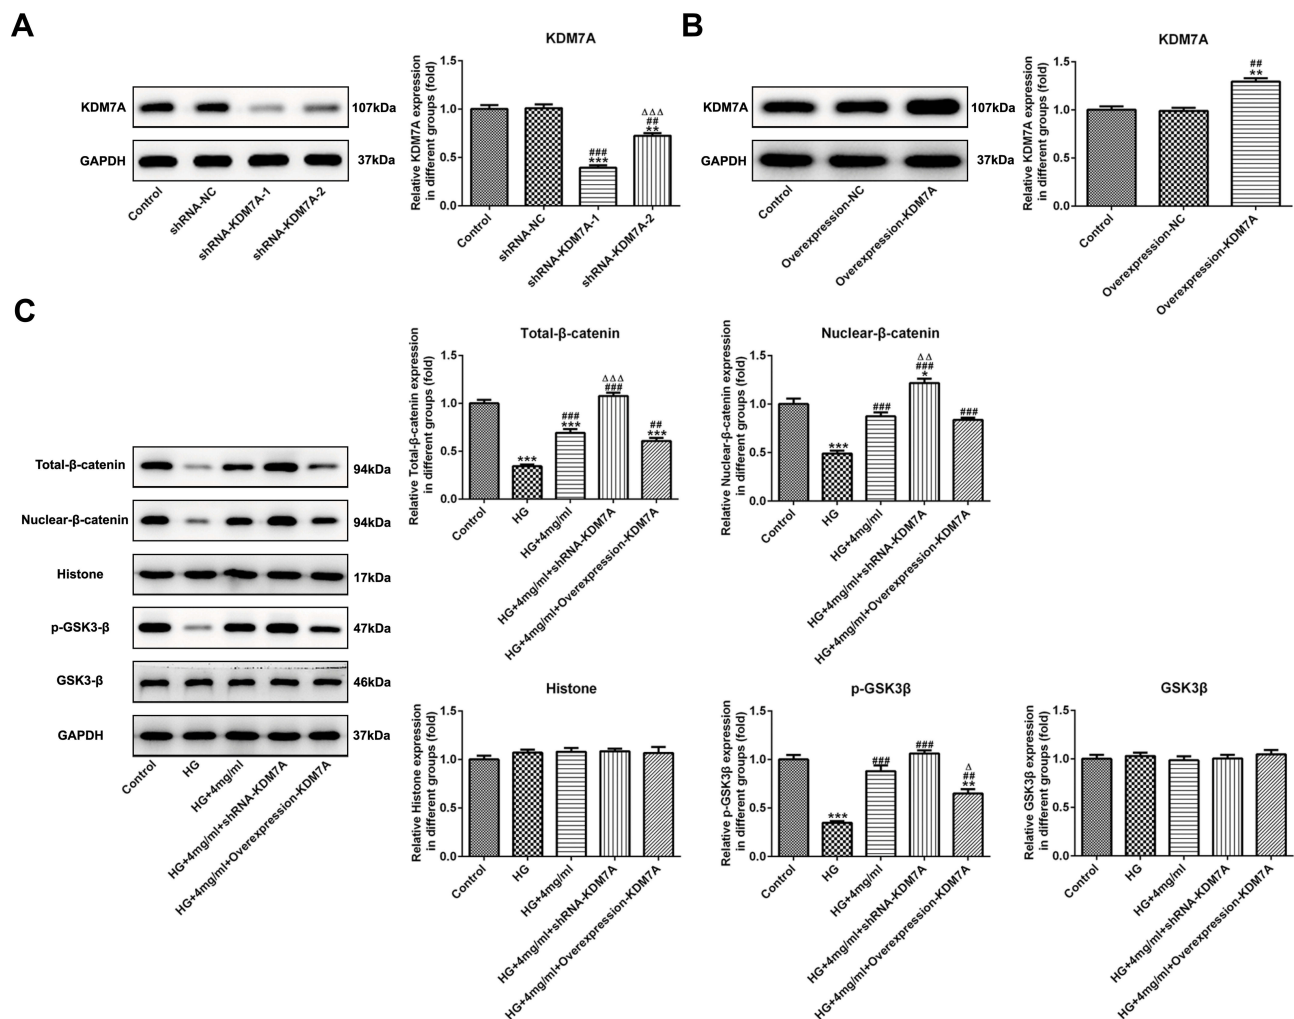 A
KDM7A
107kDa
GAPDH
37kDa
Control
shRNA-NC
shRNA-KDM7A-1
shRNA-KDM7A-2
KDM7A
Relative KDM7A expression
in different groups (fold)
1.5
1.0
0.5
0.0
###
***
ΔΔΔ
##
**
Control
shRNA-NC
shRNA-KDM7A-1
shRNA-KDM7A-2
B
KDM7A
107kDa
GAPDH
37kDa
Control
Overexpression-NC
Overexpression-KDM7A
KDM7A
Relative KDM7A expression
in different groups (fold)
1.5
1.0
0.5
0.0
##
**
Control
Overexpression-NC
Overexpression-KDM7A
C
Total-β-catenin
94kDa
Nuclear-β-catenin
94kDa
Histone
17kDa
p-GSK3-β
47kDa
GSK3-β
46kDa
GAPDH
37kDa
Control
HG
HG+4mg/ml
HG+4mg/ml+shRNA-KDM7A
HG+4mg/ml+Overexpression-KDM7A
Total-β-catenin
Relative Total-β-catenin expression
in different groups (fold)
1.5
1.0
0.5
0.0
***
###
***
ΔΔΔ
###
##
***
Control
HG
HG+4mg/ml
HG+4mg/ml+shRNA-KDM7A
HG+4mg/ml+Overexpression-KDM7A
Nuclear-β-catenin
Relative Nuclear-β-catenin expression
in different groups (fold)
1.5
1.0
0.5
0.0
***
###
ΔΔ
###
*
###
Control
HG
HG+4mg/ml
HG+4mg/ml+shRNA-KDM7A
HG+4mg/ml+Overexpression-KDM7A
Histone
Relative Histone expression
in different groups (fold)
1.5
1.0
0.5
0.0
Control
HG
HG+4mg/ml
HG+4mg/ml+shRNA-KDM7A
HG+4mg/ml+Overexpression-KDM7A
p-GSK3β
Relative p-GSK3β expression
in different groups (fold)
1.5
1.0
0.5
0.0
***
###
###
Δ
##
**
Control
HG
HG+4mg/ml
HG+4mg/ml+shRNA-KDM7A
HG+4mg/ml+Overexpression-KDM7A
GSK3β
Relative GSK3β expression
in different groups (fold)
1.5
1.0
0.5
0.0
Control
HG
HG+4mg/ml
HG+4mg/ml+shRNA-KDM7A
HG+4mg/ml+Overexpression-KDM7A